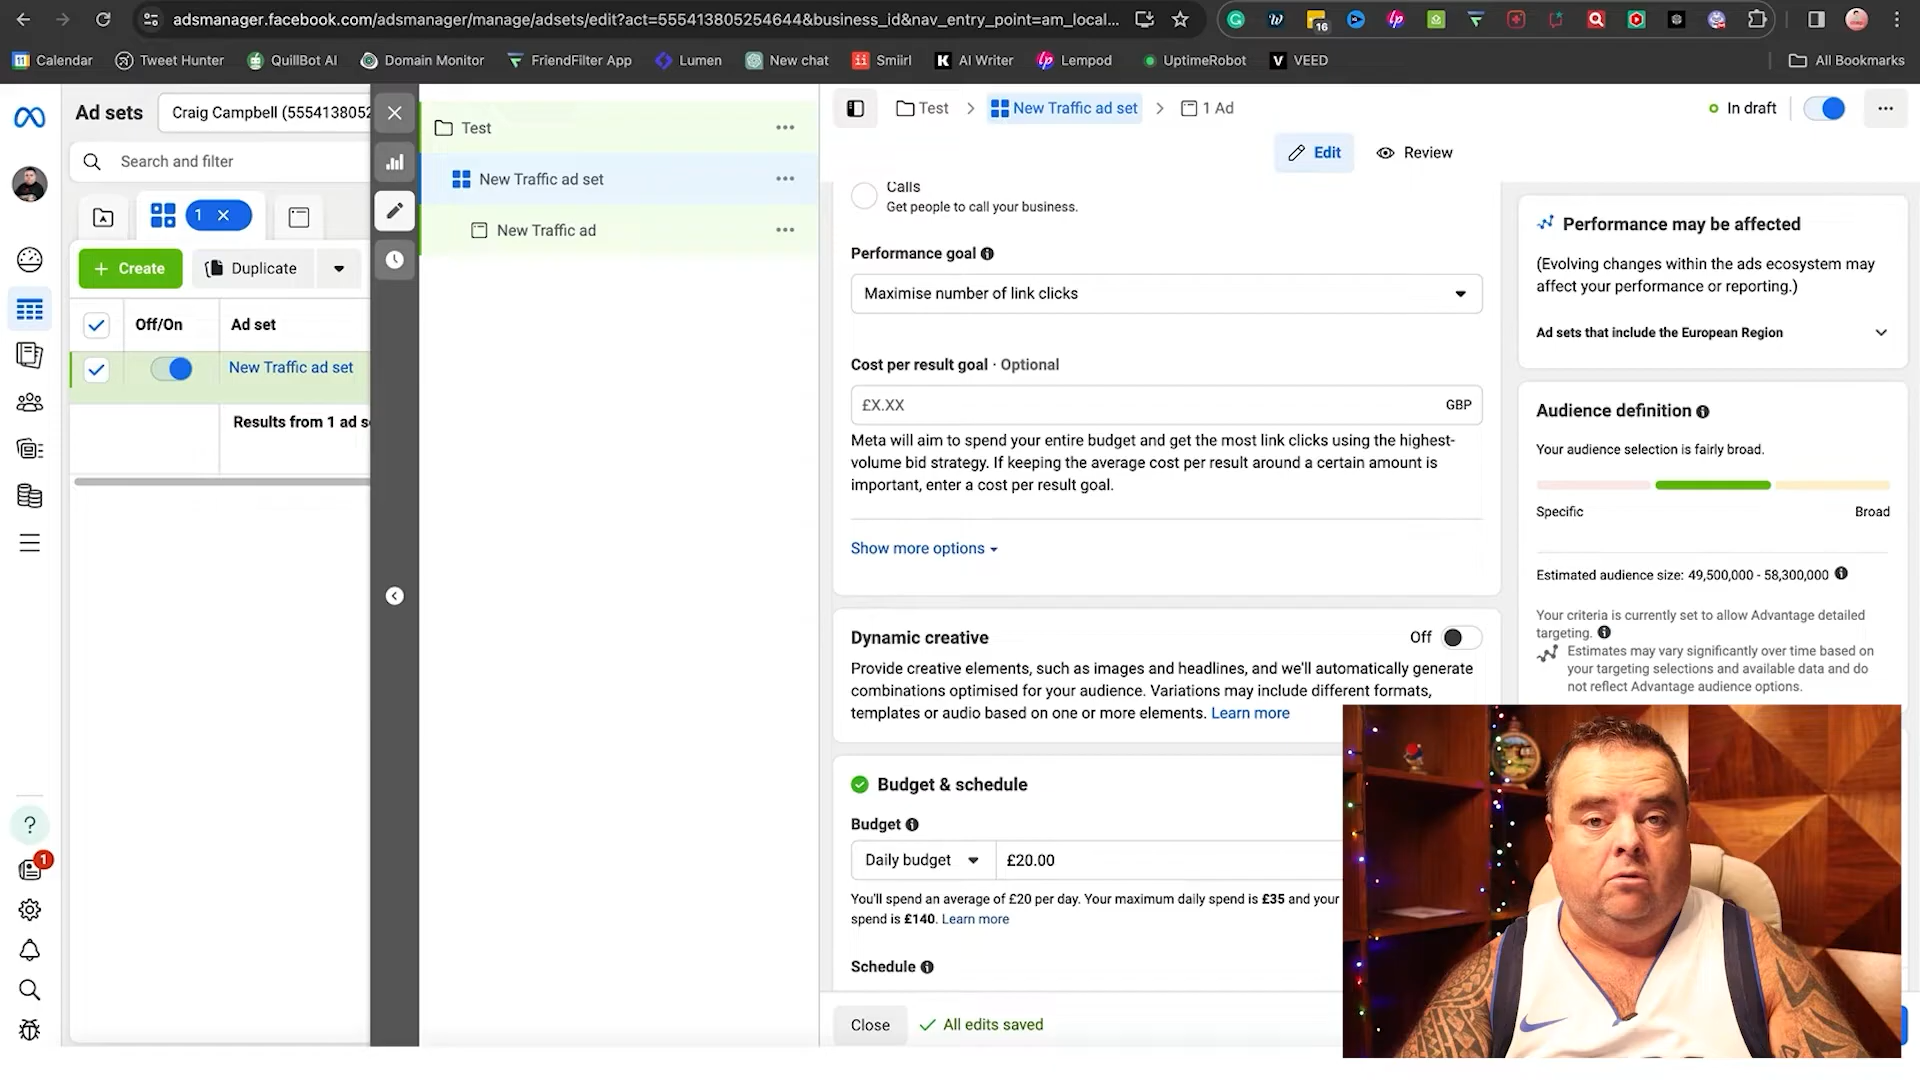 adsmanager.facebook.com/adsmanager/manage/adsets/edit?act=555413805254644&business_id&nav_entry_point=am_local...
16
11 Calendar
Tweet Hunter
QuillBot AI
Domain Monitor
FriendFilter App
Lumen
New chat
Smiirl
AI Writer
Lempod
UptimeRobot
VEED
All Bookmarks
Ad sets
Craig Campbell (5554138052
Search and filter
1
Create
Duplicate
Off/On
Ad set
New Traffic ad set
Results from 1 ad s
1
Test
New Traffic ad set
New Traffic ad
Test
New Traffic ad set
1 Ad
In draft
Edit
Review
Calls
Get people to call your business.
Performance goal
Maximise number of link clicks
Cost per result goal · Optional
£X.XX
GBP
Meta will aim to spend your entire budget and get the most link clicks using the highest-
volume bid strategy. If keeping the average cost per result around a certain amount is
important, enter a cost per result goal.
Show more options
Dynamic creative
Off
Provide creative elements, such as images and headlines, and we'll automatically generate
combinations optimised for your audience. Variations may include different formats,
templates or audio based on one or more elements. Learn more
Budget & schedule
Budget
Daily budget
£20.00
You'll spend an average of £20 per day. Your maximum daily spend is £35 and your
spend is £140. Learn more
Schedule
Close
All edits saved
Performance may be affected
(Evolving changes within the ads ecosystem may
affect your performance or reporting.)
Ad sets that include the European Region
Audience definition
Your audience selection is fairly broad.
Specific
Broad
Estimated audience size: 49,500,000 - 58,300,000
Your criteria is currently set to allow Advantage detailed
targeting.
Estimates may vary significantly over time based on
your targeting selections and available data and do
not reflect Advantage audience options.